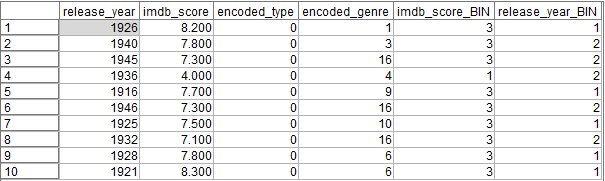 release_year imdb_score encoded_type encoded_genre imdb_score_BIN release_year_BIN
1 1926 8.200 0 1 3 1
2 1940 7.800 0 3 3 2
3 1945 7.300 0 16 3 2
4 1936 4.000 0 4 1 2
5 1916 7.700 0 9 3 1
6 1946 7.300 0 16 3 2
7 1925 7.500 0 10 3 1
8 1932 7.100 0 16 3 2
9 1928 7.800 0 6 3 1
10 1921 8.300 0 6 3 1